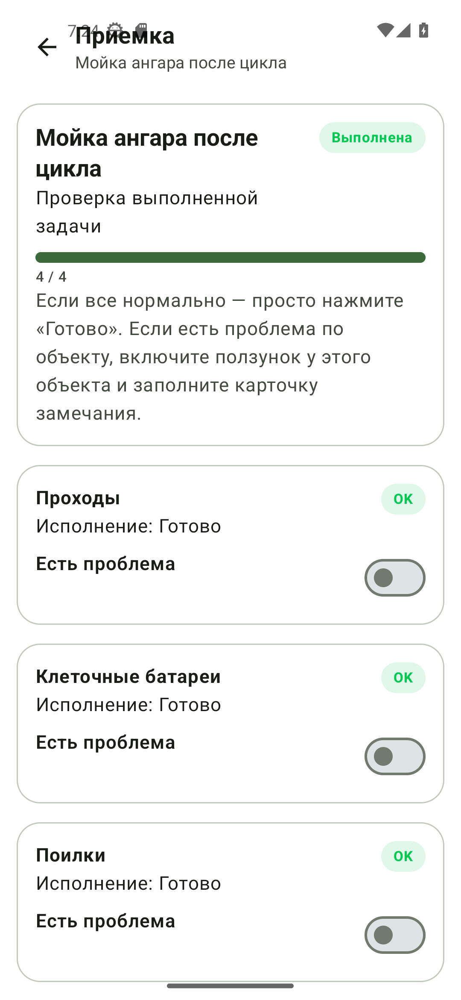 7:24
Приемка
Мойка ангара после цикла
Мойка ангара после
цикла
Выполнена
Проверка выполненной
задачи
4 / 4
Если все нормально — просто нажмите
«Готово». Если есть проблема по
объекту, включите ползунок у этого
объекта и заполните карточку
замечания.
Проходы
OK
Исполнение: Готово
Есть проблема
Клеточные батареи
OK
Исполнение: Готово
Есть проблема
Поилки
OK
Исполнение: Готово
Есть проблема